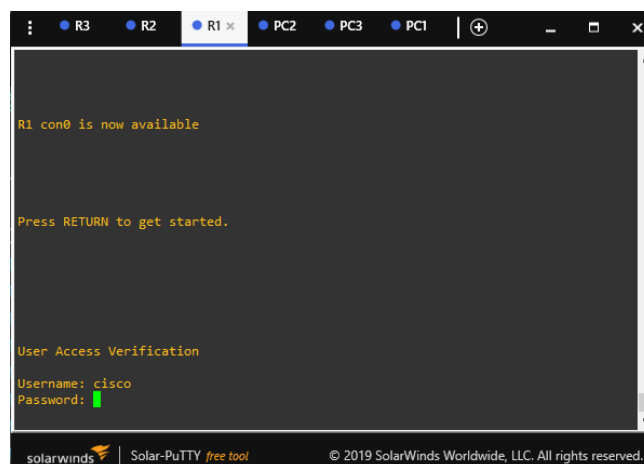 R3 R2 R1 × PC2 PC3 PC1
R1 con0 is now available
Press RETURN to get started.
User Access Verification
Username: cisco
Password:
solarwinds Solar-PuTTY free tool © 2019 SolarWinds Worldwide, LLC. All rights reserved.